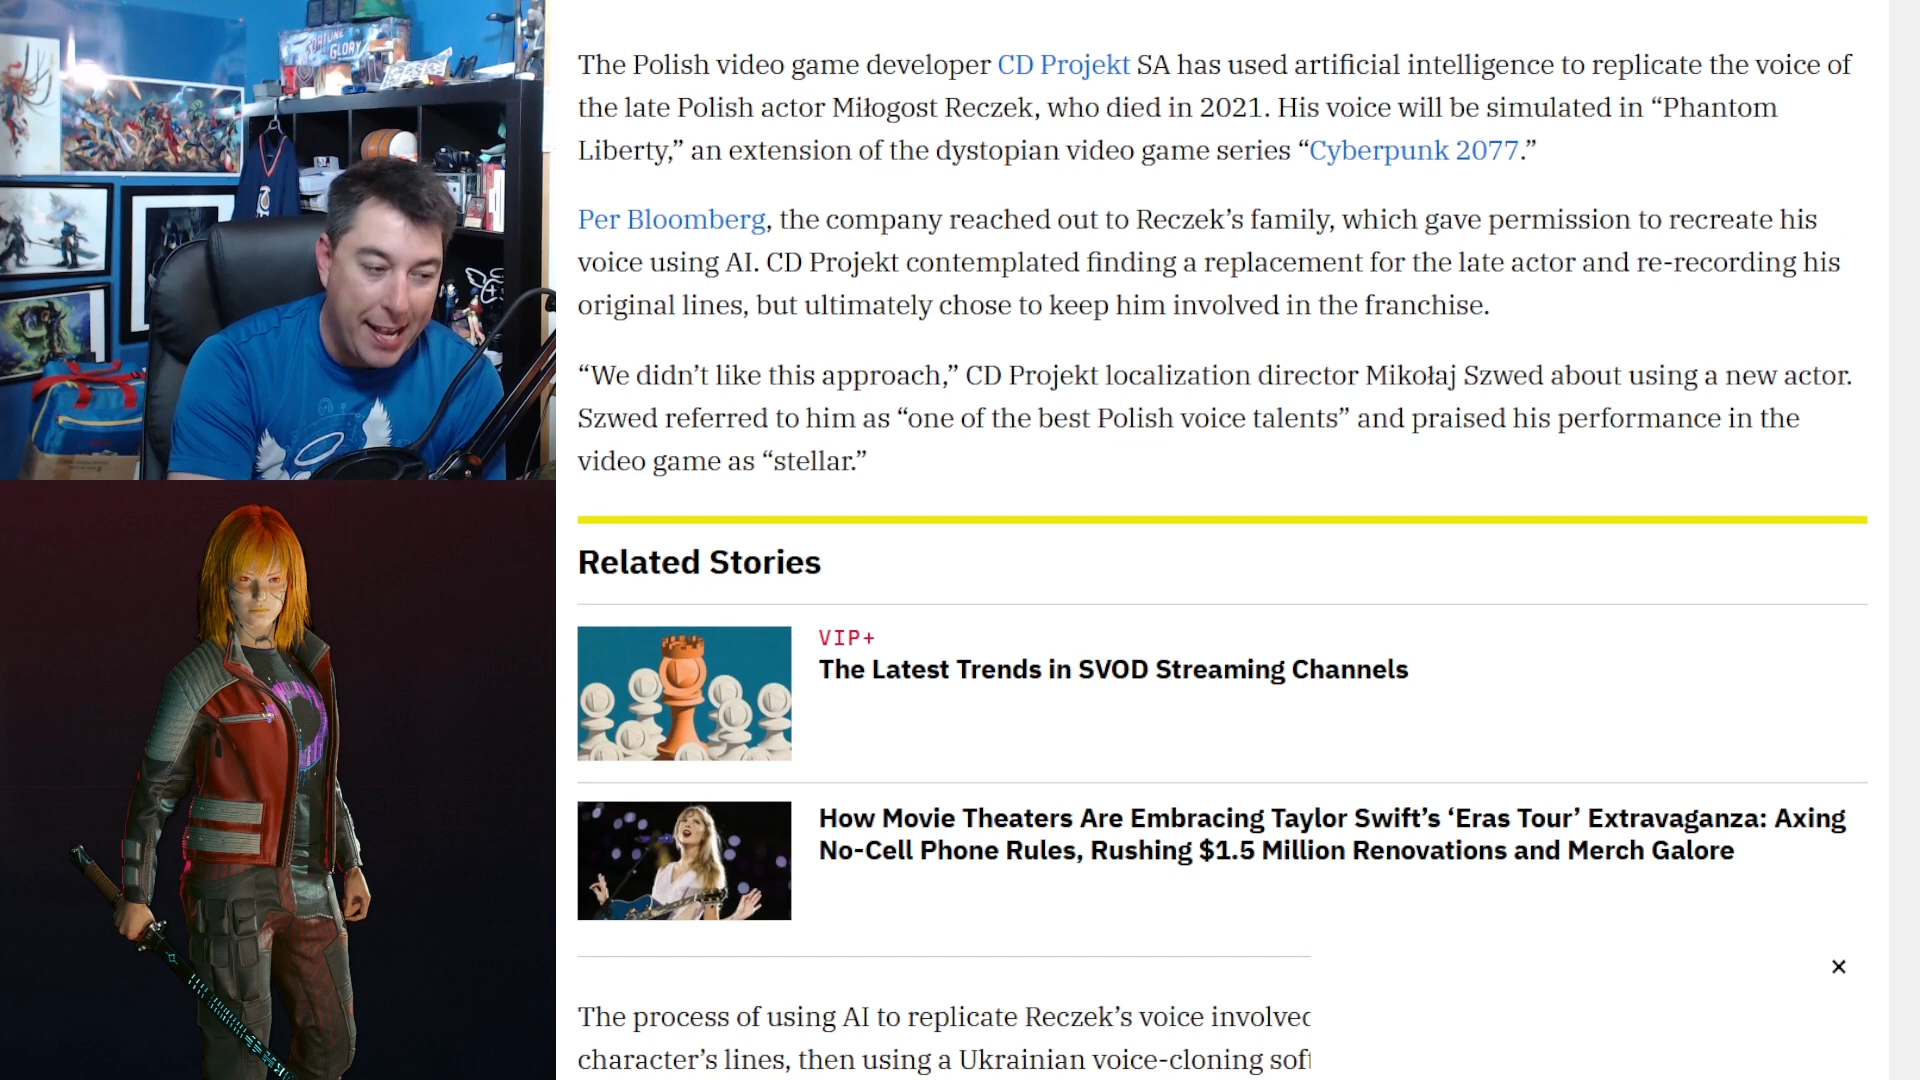 FORTUNE
GLORY
The Polish video game developer CD Projekt SA has used artificial intelligence to replicate the voice of
the late Polish actor Miłogost Reczek, who died in 2021. His voice will be simulated in “Phantom
Liberty,” an extension of the dystopian video game series “Cyberpunk 2077.”
Per Bloomberg, the company reached out to Reczek’s family, which gave permission to recreate his
voice using AI. CD Projekt contemplated finding a replacement for the late actor and re-recording his
original lines, but ultimately chose to keep him involved in the franchise.
“We didn’t like this approach,” CD Projekt localization director Mikołaj Szwed about using a new actor.
Szwed referred to him as “one of the best Polish voice talents” and praised his performance in the
video game as “stellar.”
Related Stories
VIP+
The Latest Trends in SVOD Streaming Channels
How Movie Theaters Are Embracing Taylor Swift’s ‘Eras Tour’ Extravaganza: Axing
No-Cell Phone Rules, Rushing $1.5 Million Renovations and Merch Galore
The process of using AI to replicate Reczek’s voice involved
character’s lines, then using a Ukrainian voice-cloning sof